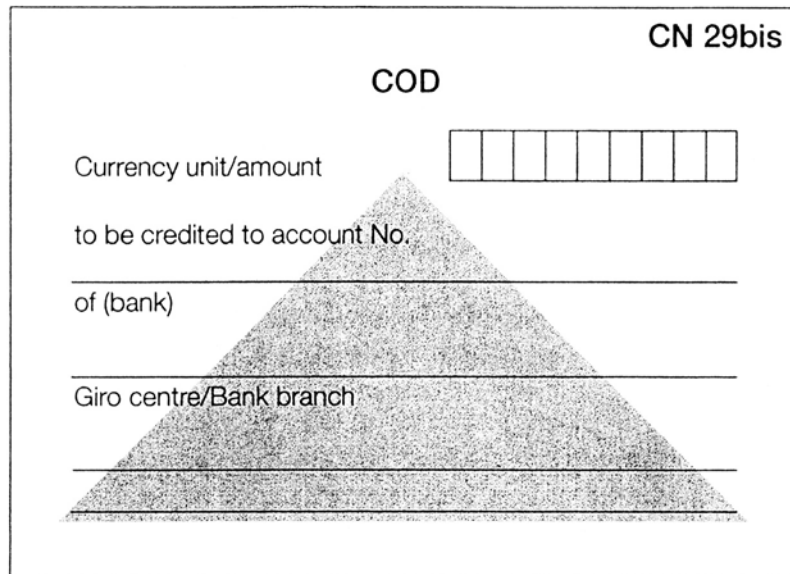 CN 29bis
COD
Currency unit/amount
to be credited to account No.
of (bank)
Giro centre/Bank branch